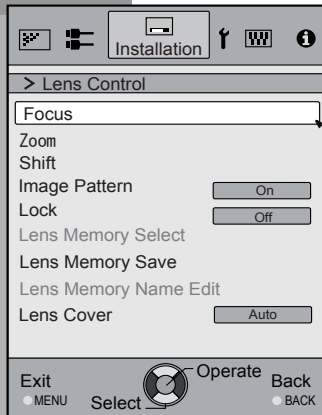 Installation
> Lens Control
Focus
Zoom
Shift
Image Pattern On
Lock Off
Lens Memory Select
Lens Memory Save
Lens Memory Name Edit
Lens Cover Auto
Exit Operate Back
MENU Select BACK